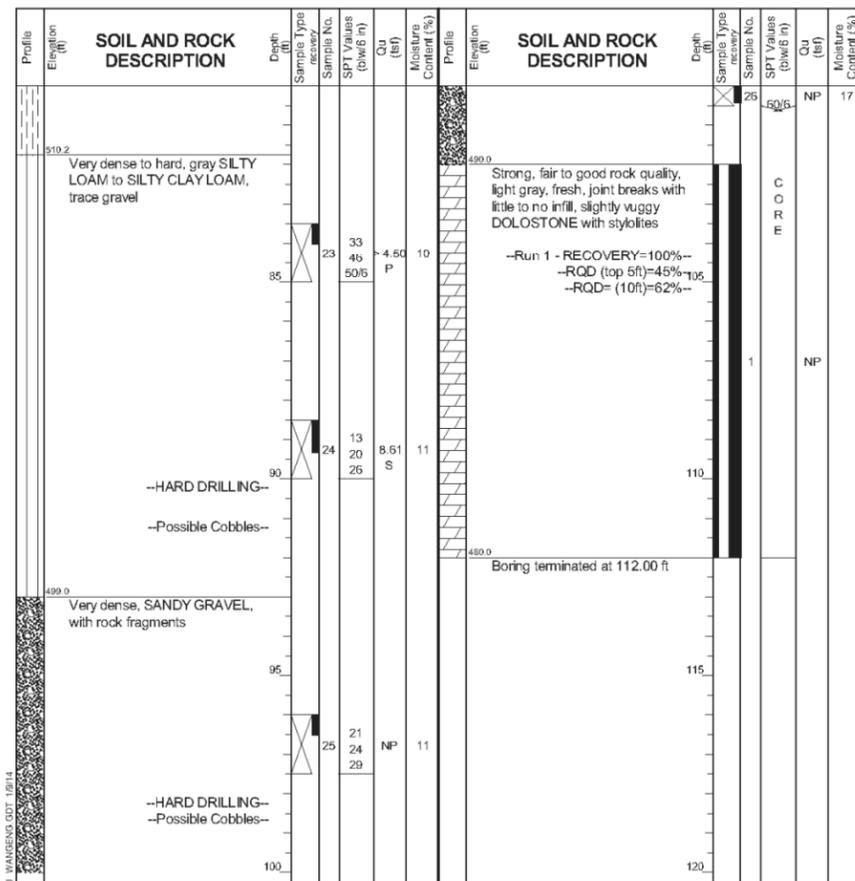 Profile
Elevation
(ft)
SOIL AND ROCK
DESCRIPTION
Depth
(ft)
Sample Type
recovery
Sample No.
SPT Values
(blw/6 in)
Qu
(tsf)
Moisture
Content (%)
510.2
Very dense to hard, gray SILTY
LOAM to SILTY CLAY LOAM,
trace gravel
23
33
46
50/6
> 4.50
P
10
85
24
13
20
26
8.61
S
11
90
--HARD DRILLING--
--Possible Cobbles--
499.0
Very dense, SANDY GRAVEL,
with rock fragments
95
25
21
24
29
NP
11
--HARD DRILLING--
--Possible Cobbles--
100
WANGENG.GDT 1/9/14
Profile
Elevation
(ft)
SOIL AND ROCK
DESCRIPTION
Depth
(ft)
Sample Type
recovery
Sample No.
SPT Values
(blw/6 in)
Qu
(tsf)
Moisture
Content (%)
26
60/6
NP
17
490.0
Strong, fair to good rock quality,
light gray, fresh, joint breaks with
little to no infill, slightly vuggy
DOLOSTONE with stylolites
C
O
R
E
--Run 1 - RECOVERY=100%--
--RQD (top 5ft)=45%--
105
--RQD= (10ft)=62%--
1
NP
110
480.0
Boring terminated at 112.00 ft
115
120